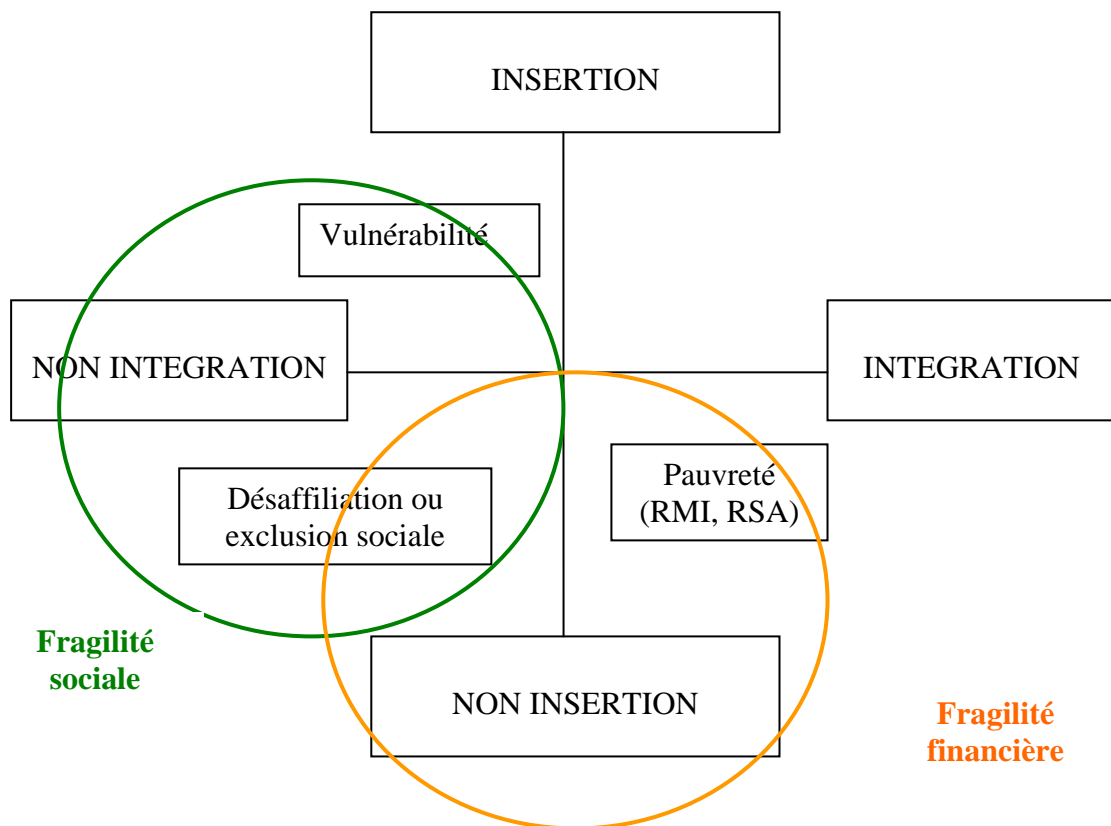 INSERTION
Vulnérabilité
NON INTEGRATION
INTEGRATION
Pauvreté
(RMI, RSA)
Désaffiliation ou
exclusion sociale
Fragilité
sociale
NON INSERTION
Fragilité
financière